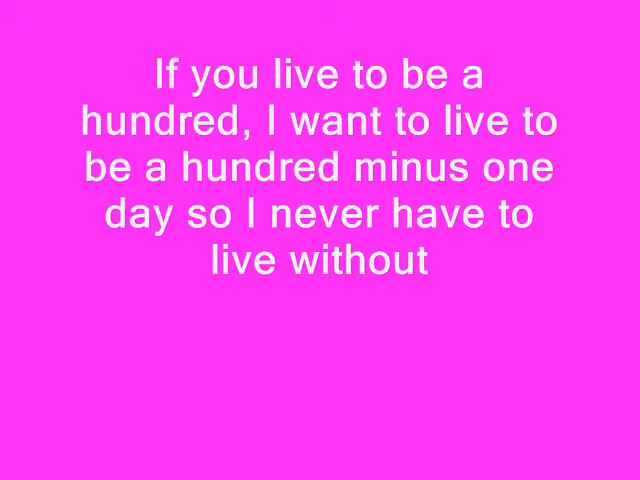 If you live to be a
hundred, I want to live to
be a hundred minus one
day so I never have to
live without